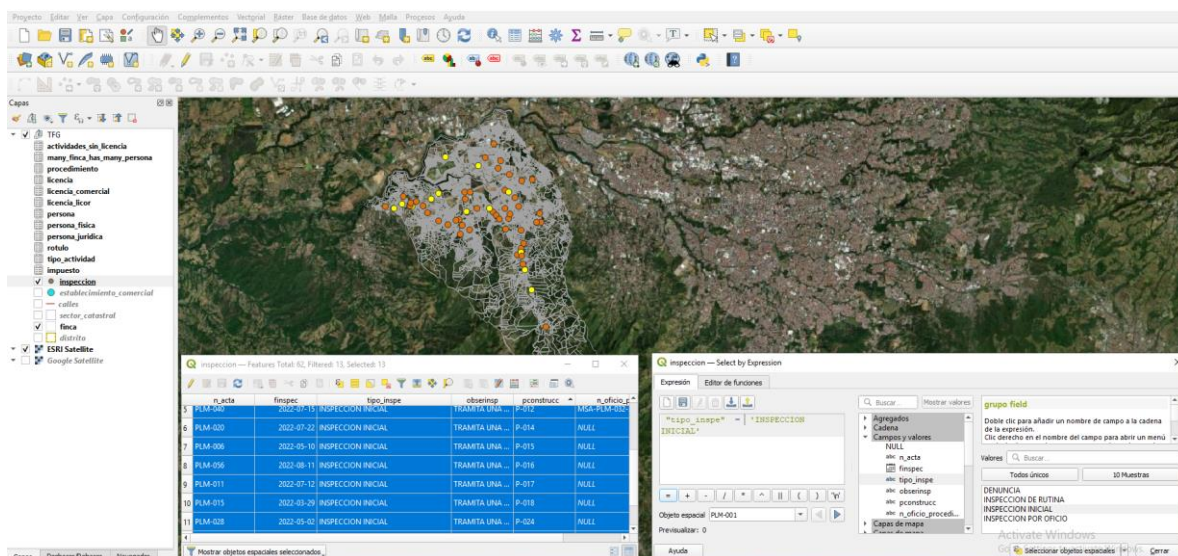 Proyecto Editar Ver Capa Configuración Complementos Vectorial Ráster Base de datos Web Malla Procesos Ayuda
Capas
TFG
actividades_sin_licencia
many_finca_has_many_persona
procedimiento
licencia
licencia_comercial
licencia_licor
persona
persona_fisica
persona_juridica
rotulo
tipo_actividad
impuesto
inspeccion
establecimiento_comercial
calles
sector_catastral
finca
distrito
ESRI Satellite
Google Satellite
inspeccion — Features Total: 62, Filtered: 13, Selected: 13
n_acta finspec tipo_inspe obserinsp pconstrucc n_oficio_p
5 PLM-040 2022-07-15 INSPECCION INICIAL TRAMITA UNA ... P-012 MSA-PLM-032-
6 PLM-020 2022-07-22 INSPECCION INICIAL TRAMITA UNA ... P-014 NULL
7 PLM-006 2022-05-10 INSPECCION INICIAL TRAMITA UNA ... P-015 NULL
8 PLM-056 2022-08-11 INSPECCION INICIAL TRAMITA UNA ... P-016 NULL
9 PLM-011 2022-07-12 INSPECCION INICIAL TRAMITA UNA ... P-017 NULL
10 PLM-015 2022-03-29 INSPECCION INICIAL TRAMITA UNA ... P-018 NULL
11 PLM-028 2022-05-02 INSPECCION INICIAL TRAMITA UNA ... P-024 NULL
Mostrar objetos espaciales seleccionados
inspeccion — Select by Expression
Expresión Editor de funciones
"tipo_inspe" = 'INSPECCION
INICIAL'
= + - / * ^ || ( ) '\n'
Objeto espacial PLM-001
Previsualizar: 0
Ayuda
Buscar... Mostrar valores
Agregados
Cadena
Campos y valores
NULL
abc n_acta
finspec
abc tipo_inspe
abc obserinsp
abc pconstrucc
abc n_oficio_procedi...
Capas de mapa
grupo field
Doble clic para añadir un nombre de campo a la cadena
de la expresión.
Clic derecho en el nombre del campo para abrir un menú
Valores Buscar...
Todos únicos 10 Muestras
DENUNCIA
INSPECCION DE RUTINA
INSPECCION INICIAL
INSPECCION POR OFICIO
Activate Windows
Seleccionar objetos espaciales Cerrar